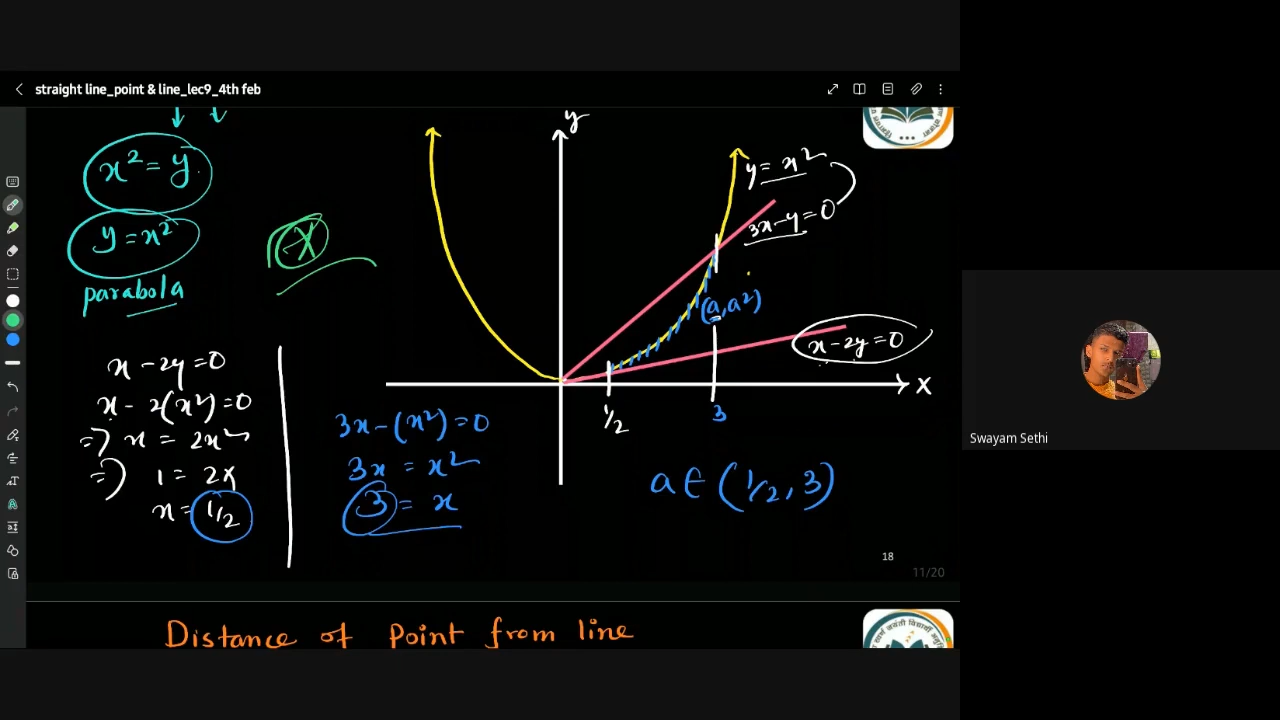 straight line_point & line_lec9_4th feb
x² = y
y = x²
parabola
x
y
y = x²
3x-y=0
(a, a²)
x-2y=0
X
1/2
3
x - 2y = 0
x - 2(x²) = 0
=) x = 2x²
=) 1 = 2x
x = 1/2
3x-(x²) = 0
3x = x²
3 = x
a ∈ (1/2, 3)
18
11/20
Distance of Point from line
Swayam Sethi